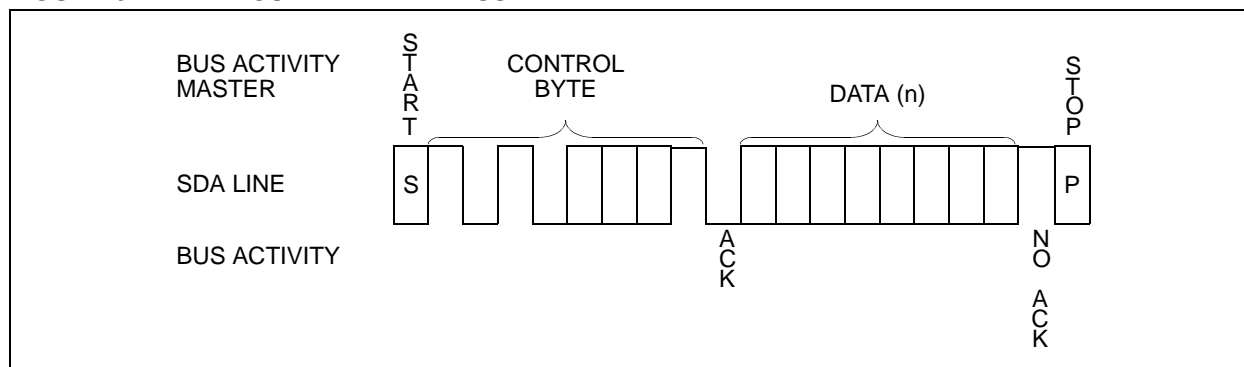 BUS ACTIVITY
MASTER
START
CONTROL
BYTE
DATA (n)
STOP
SDA LINE
S
P
BUS ACTIVITY
ACK
NO ACK